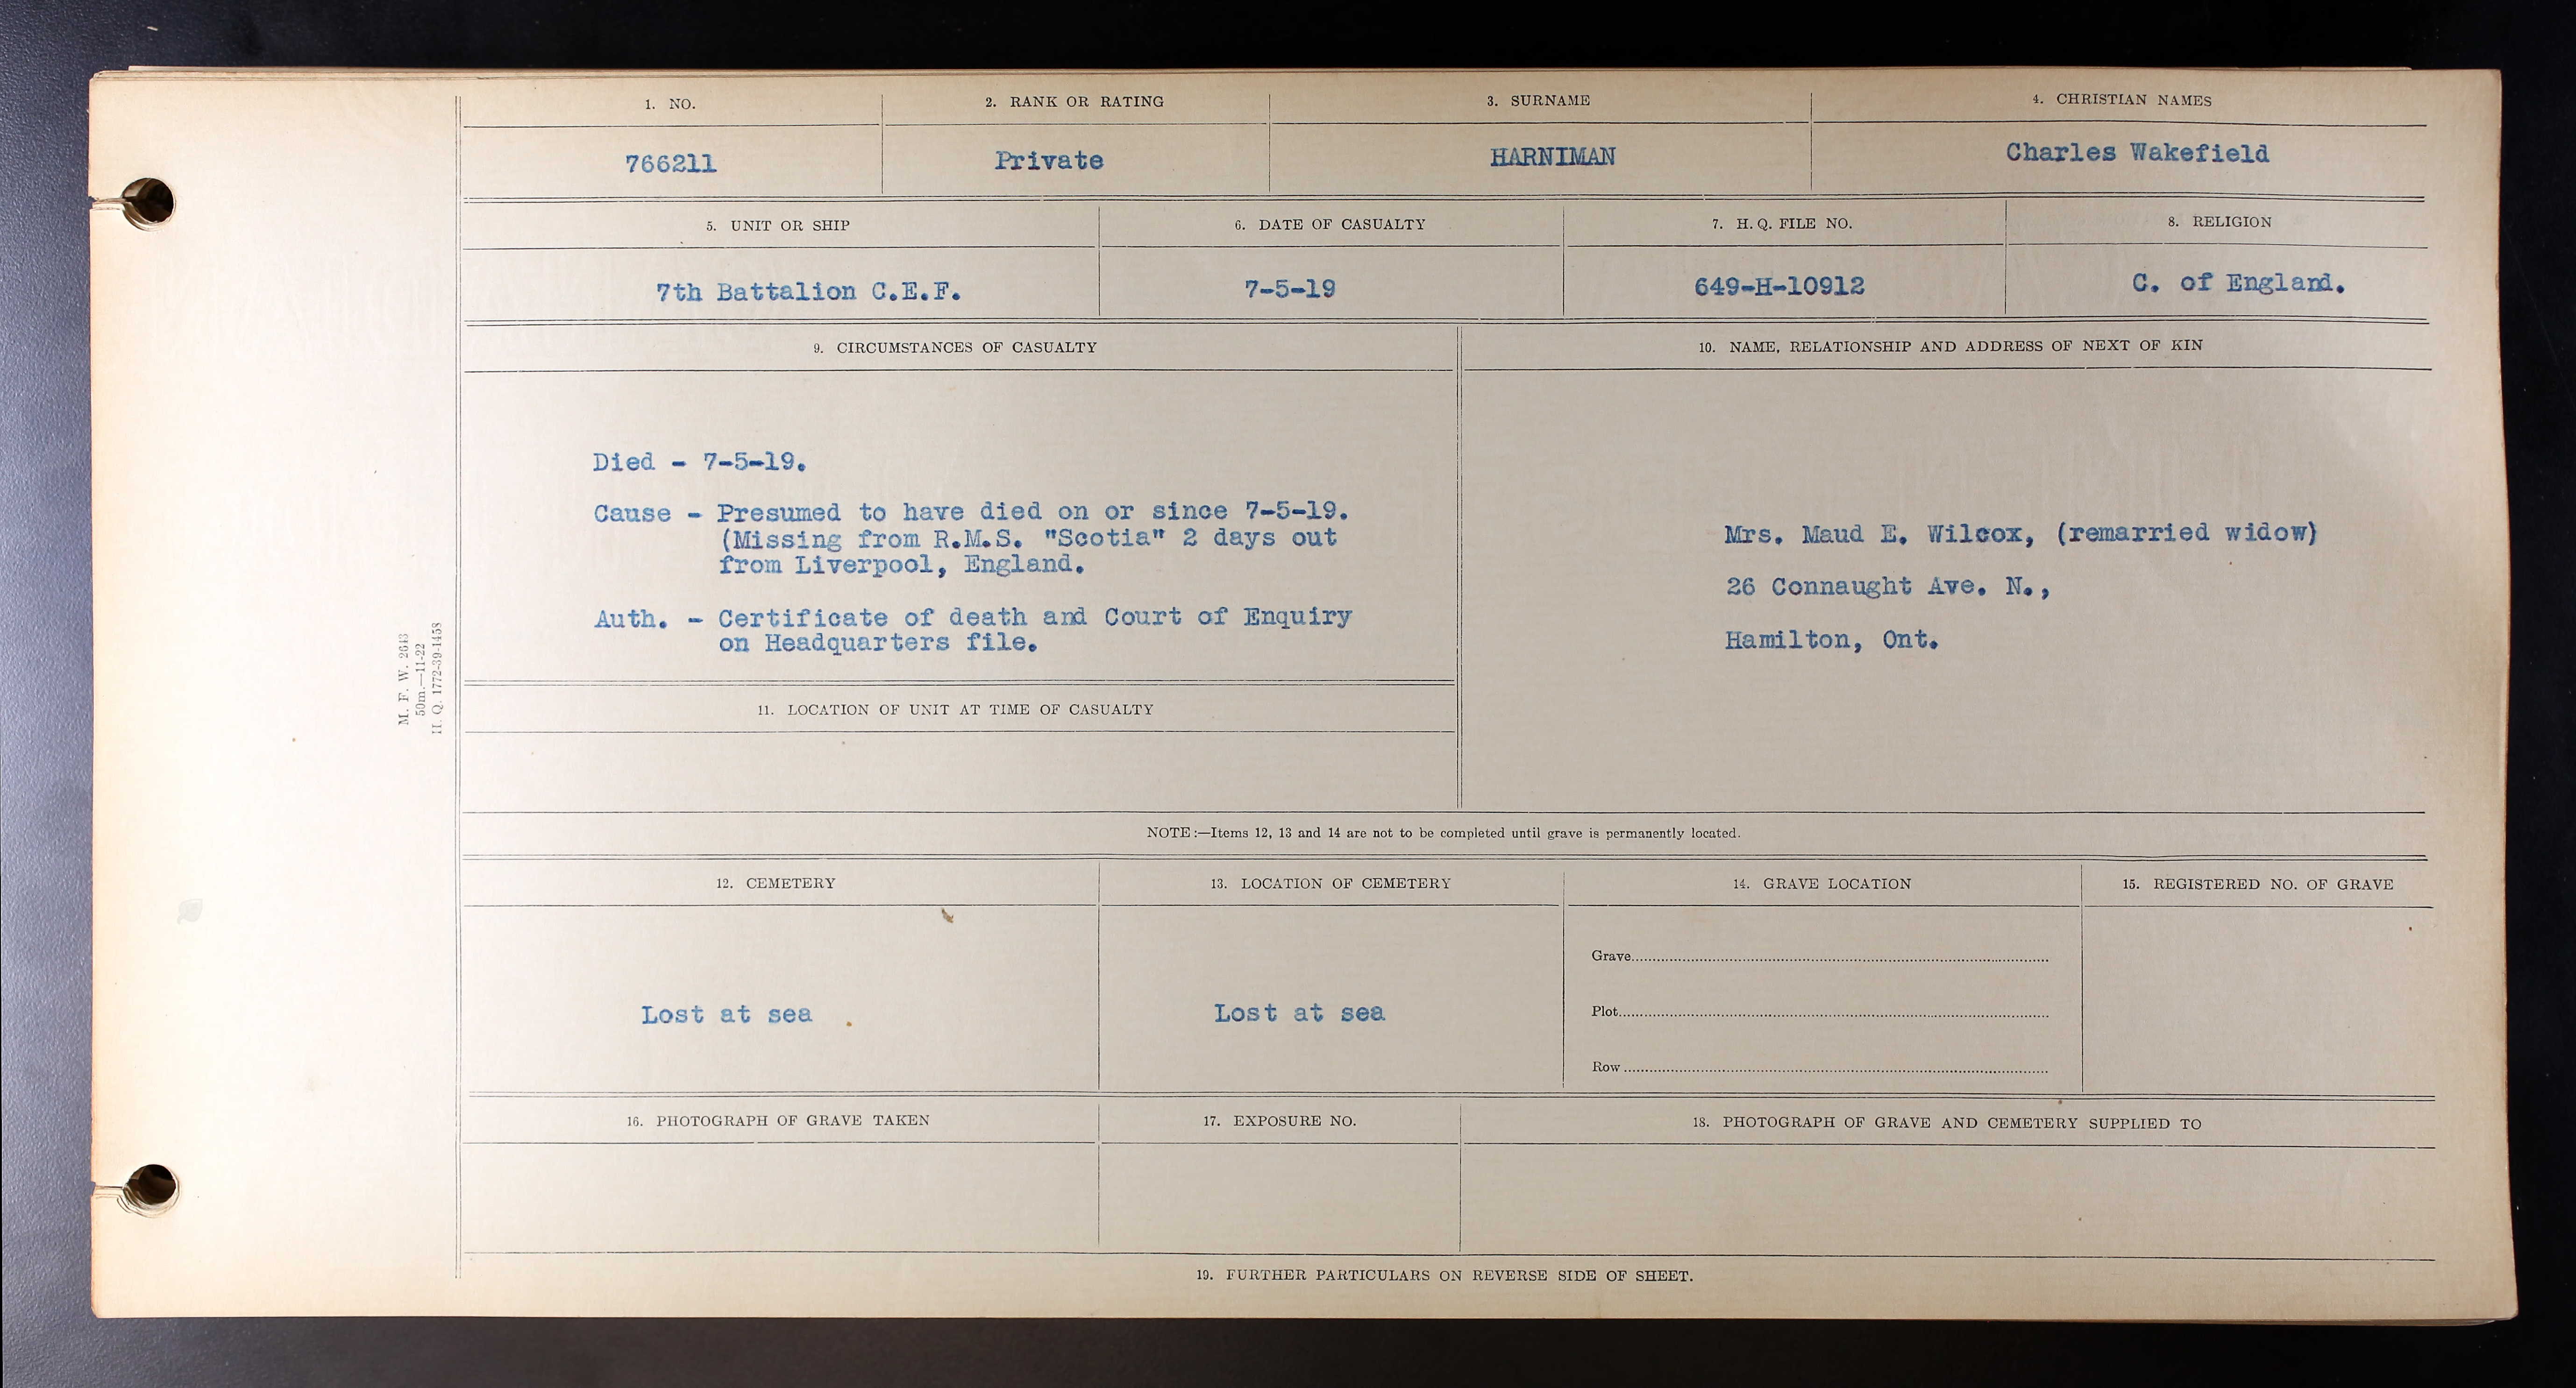 1. NO.
2. RANK OR RATING
3. SURNAME
4. CHRISTIAN NAMES
766211
Private
HARNIMAN
Charles Wakefield
5. UNIT OR SHIP
6. DATE OF CASUALTY
7. H. Q. FILE NO.
8. RELIGION
7th Battalion C.E.F.
7-5-19
649-H-10912
C. of England.
9. CIRCUMSTANCES OF CASUALTY
Died - 7-5-19.
Cause - Presumed to have died on or since 7-5-19.
(Missing from R.M.S. "Scotia" 2 days out
from Liverpool, England.
Auth. - Certificate of death and Court of Enquiry
on Headquarters file.
10. NAME, RELATIONSHIP AND ADDRESS OF NEXT OF KIN
Mrs. Maud E. Wilcox, (remarried widow)
26 Connaught Ave. N.,
Hamilton, Ont.
M. F. W. 2643
50m.—11-22
H. Q. 1772-39-1458
11. LOCATION OF UNIT AT TIME OF CASUALTY
NOTE:—Items 12, 13 and 14 are not to be completed until grave is permanently located.
12. CEMETERY
13. LOCATION OF CEMETERY
14. GRAVE LOCATION
15. REGISTERED NO. OF GRAVE
Lost at sea
Lost at sea
Grave
Plot
Row
16. PHOTOGRAPH OF GRAVE TAKEN
17. EXPOSURE NO.
18. PHOTOGRAPH OF GRAVE AND CEMETERY SUPPLIED TO
19. FURTHER PARTICULARS ON REVERSE SIDE OF SHEET.